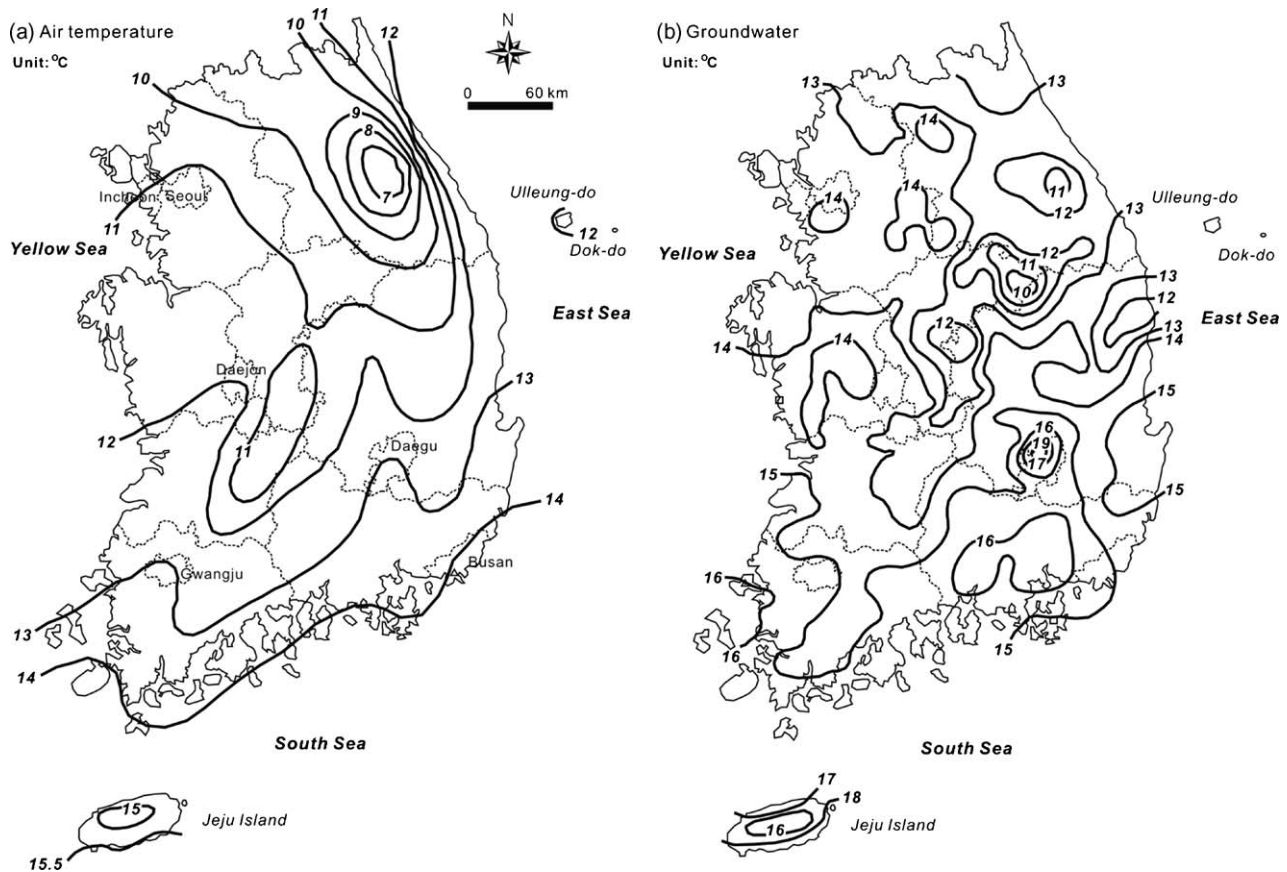 (a) Air temperature
Unit: °C
10
11
12
N
0 60 km
10
9
8
7
Incheon Seoul
11
Yellow Sea
Ulleung-do
12
Dok-do
East Sea
Daejon
12
11
13
Daegu
14
Gwangju
Busan
13
14
South Sea
15
Jeju Island
15.5
(b) Groundwater
Unit: °C
13
13
14
14
14
11
12
13
Ulleung-do
Dok-do
Yellow Sea
12
11
10
13
12
13
14
East Sea
12
14
14
15
16
19
17
15
15
16
16
16
15
South Sea
17
18
16
Jeju Island